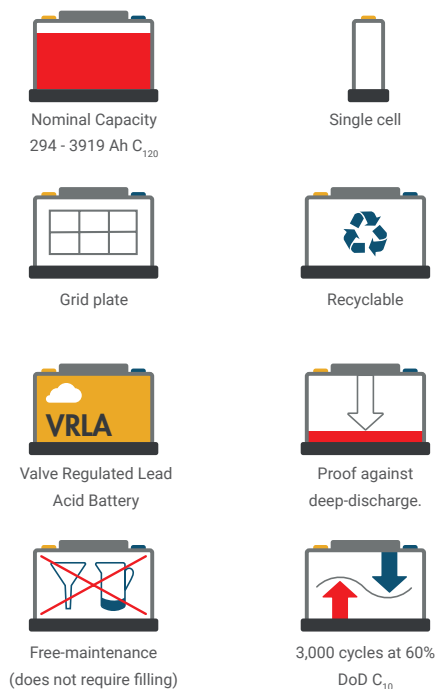 Nominal Capacity
294 - 3919 Ah C120
Single cell
Grid plate
Recyclable
VRLA
Valve Regulated Lead
Acid Battery
Proof against
deep-discharge.
Free-maintenance
(does not require filling)
3,000 cycles at 60%
DoD C10